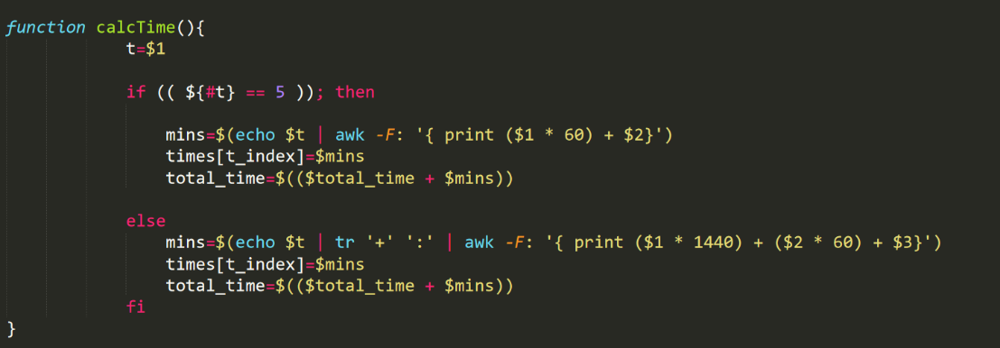 function calcTime(){
t=$1
if (( ${#t} == 5 )); then
mins=$(echo $t | awk -F: '{ print ($1 * 60) + $2}')
times[t_index]=$mins
total_time=$(($total_time + $mins))
else
mins=$(echo $t | tr '+' ':' | awk -F: '{ print ($1 * 1440) + ($2 * 60) + $3}')
times[t_index]=$mins
total_time=$(($total_time + $mins))
fi
}